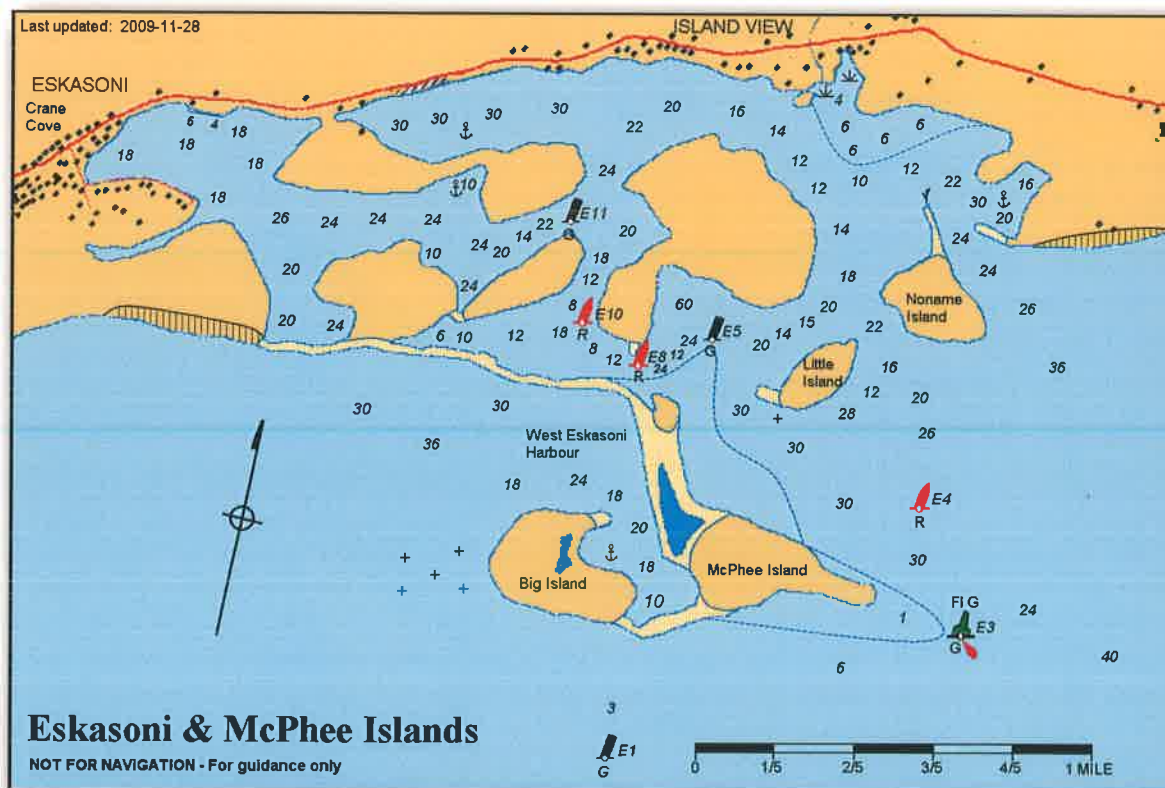 Last updated: 2009-11-28
ISLAND VIEW
ESKASONI
Crane
Cove
6 4 18 18 18 18 18
30 30 30 30 20 16
22 14 12 12
4 6 6 6 6
10 12 22 16
30 20 24 24 26
10
24
26 24 24 24 22 E11
G
14 20 24 10 24
18 20 12
20 20 24
8 E10
R
6 10 12 18 8 12
E8
R
60 24 12 24
E5
G
14
18
20 15 14 20
22 16 12 20 28 26
Noname
Island
Little
Island
36
30 30 36
30 30
West Eskasoni
Harbour
18 24 18
20
18
10
Big Island
McPhee Island
30
E4
R
30
Fl G
E3
G
24
40
1
6
3
E1
G
Eskasoni & McPhee Islands
NOT FOR NAVIGATION - For guidance only
0 1/5 2/5 3/5 4/5 1 MILE